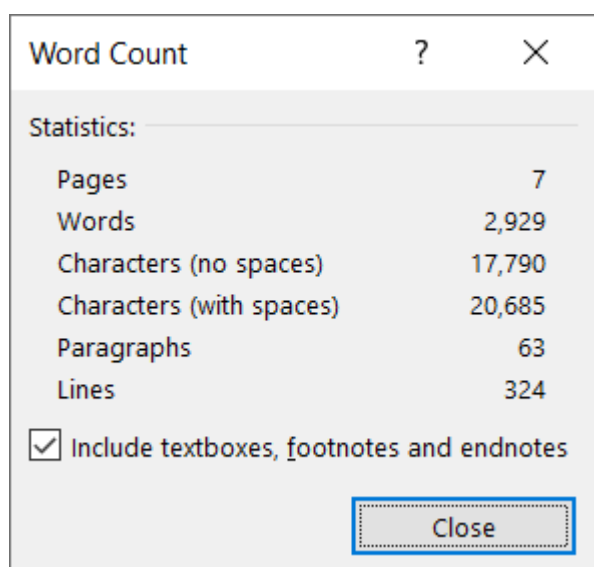 Word Count ?
Statistics:
Pages 7
Words 2,929
Characters (no spaces) 17,790
Characters (with spaces) 20,685
Paragraphs 63
Lines 324
Include textboxes, footnotes and endnotes
Close